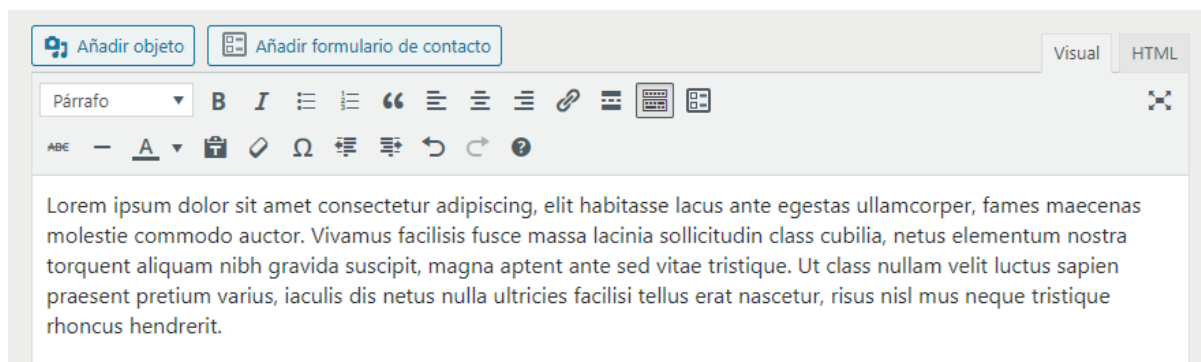 Añadir objeto Añadir formulario de contacto
Visual HTML
Párrafo B I
ABE A T Ω
Lorem ipsum dolor sit amet consectetur adipiscing, elit habitasse lacus ante egestas ullamcorper, fames maecenas
molestie commodo auctor. Vivamus facilisis fusce massa lacinia sollicitudin class cubilia, netus elementum nostra
torquent aliquam nibh gravida suscipit, magna aptent ante sed vitae tristique. Ut class nullam velit luctus sapien
praesent pretium varius, iaculis dis netus nulla ultricies facilisi tellus erat nascetur, risus nisl mus neque tristique
rhoncus hendrerit.